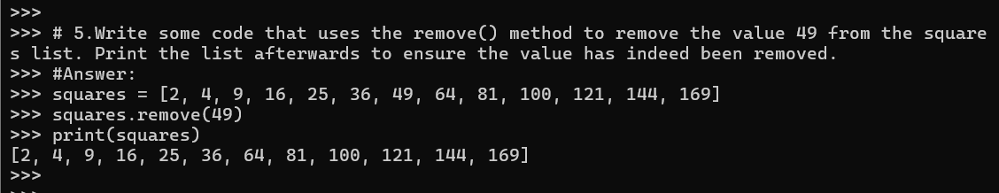 >>>
>>> # 5.Write some code that uses the remove() method to remove the value 49 from the square
s list. Print the list afterwards to ensure the value has indeed been removed.
>>> #Answer:
>>> squares = [2, 4, 9, 16, 25, 36, 49, 64, 81, 100, 121, 144, 169]
>>> squares.remove(49)
>>> print(squares)
[2, 4, 9, 16, 25, 36, 64, 81, 100, 121, 144, 169]
>>>
>>>